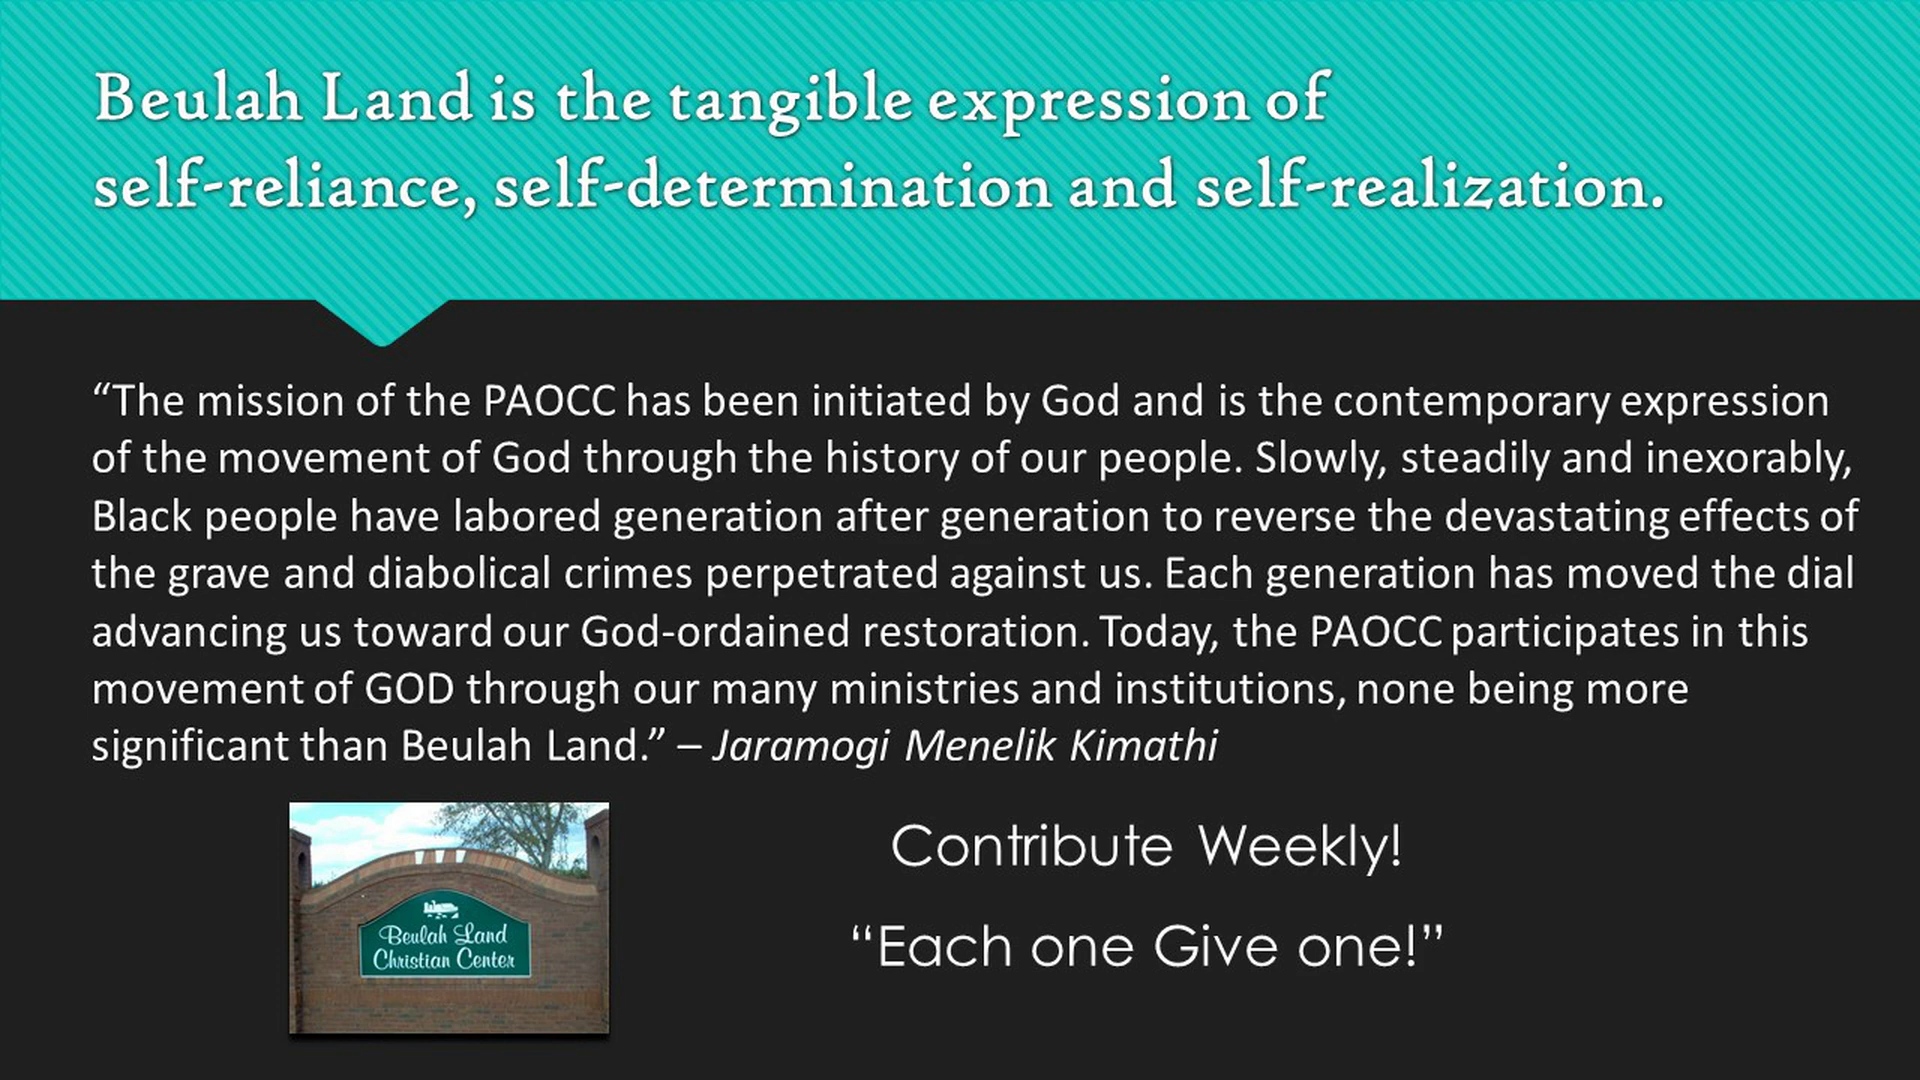 Beulah Land is the tangible expression of
self-reliance, self-determination and self-realization.
“The mission of the PAOCC has been initiated by God and is the contemporary expression
of the movement of God through the history of our people. Slowly, steadily and inexorably,
Black people have labored generation after generation to reverse the devastating effects of
the grave and diabolical crimes perpetrated against us. Each generation has moved the dial
advancing us toward our God-ordained restoration. Today, the PAOCC participates in this
movement of GOD through our many ministries and institutions, none being more
significant than Beulah Land.” – Jaramogi Menelik Kimathi
Beulah Land
Christian Center
Contribute Weekly!
“Each one Give one!”